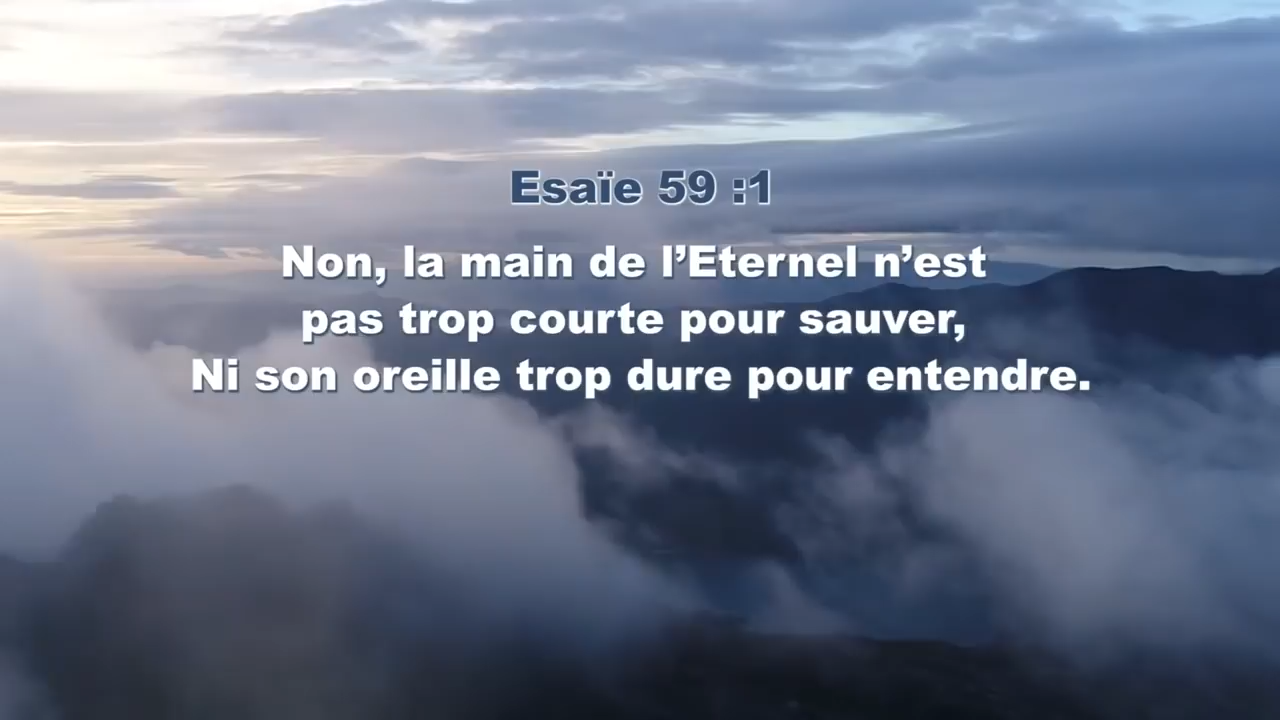 Esaïe 59 :1
Non, la main de l’Eternel n’est
pas trop courte pour sauver,
Ni son oreille trop dure pour entendre.